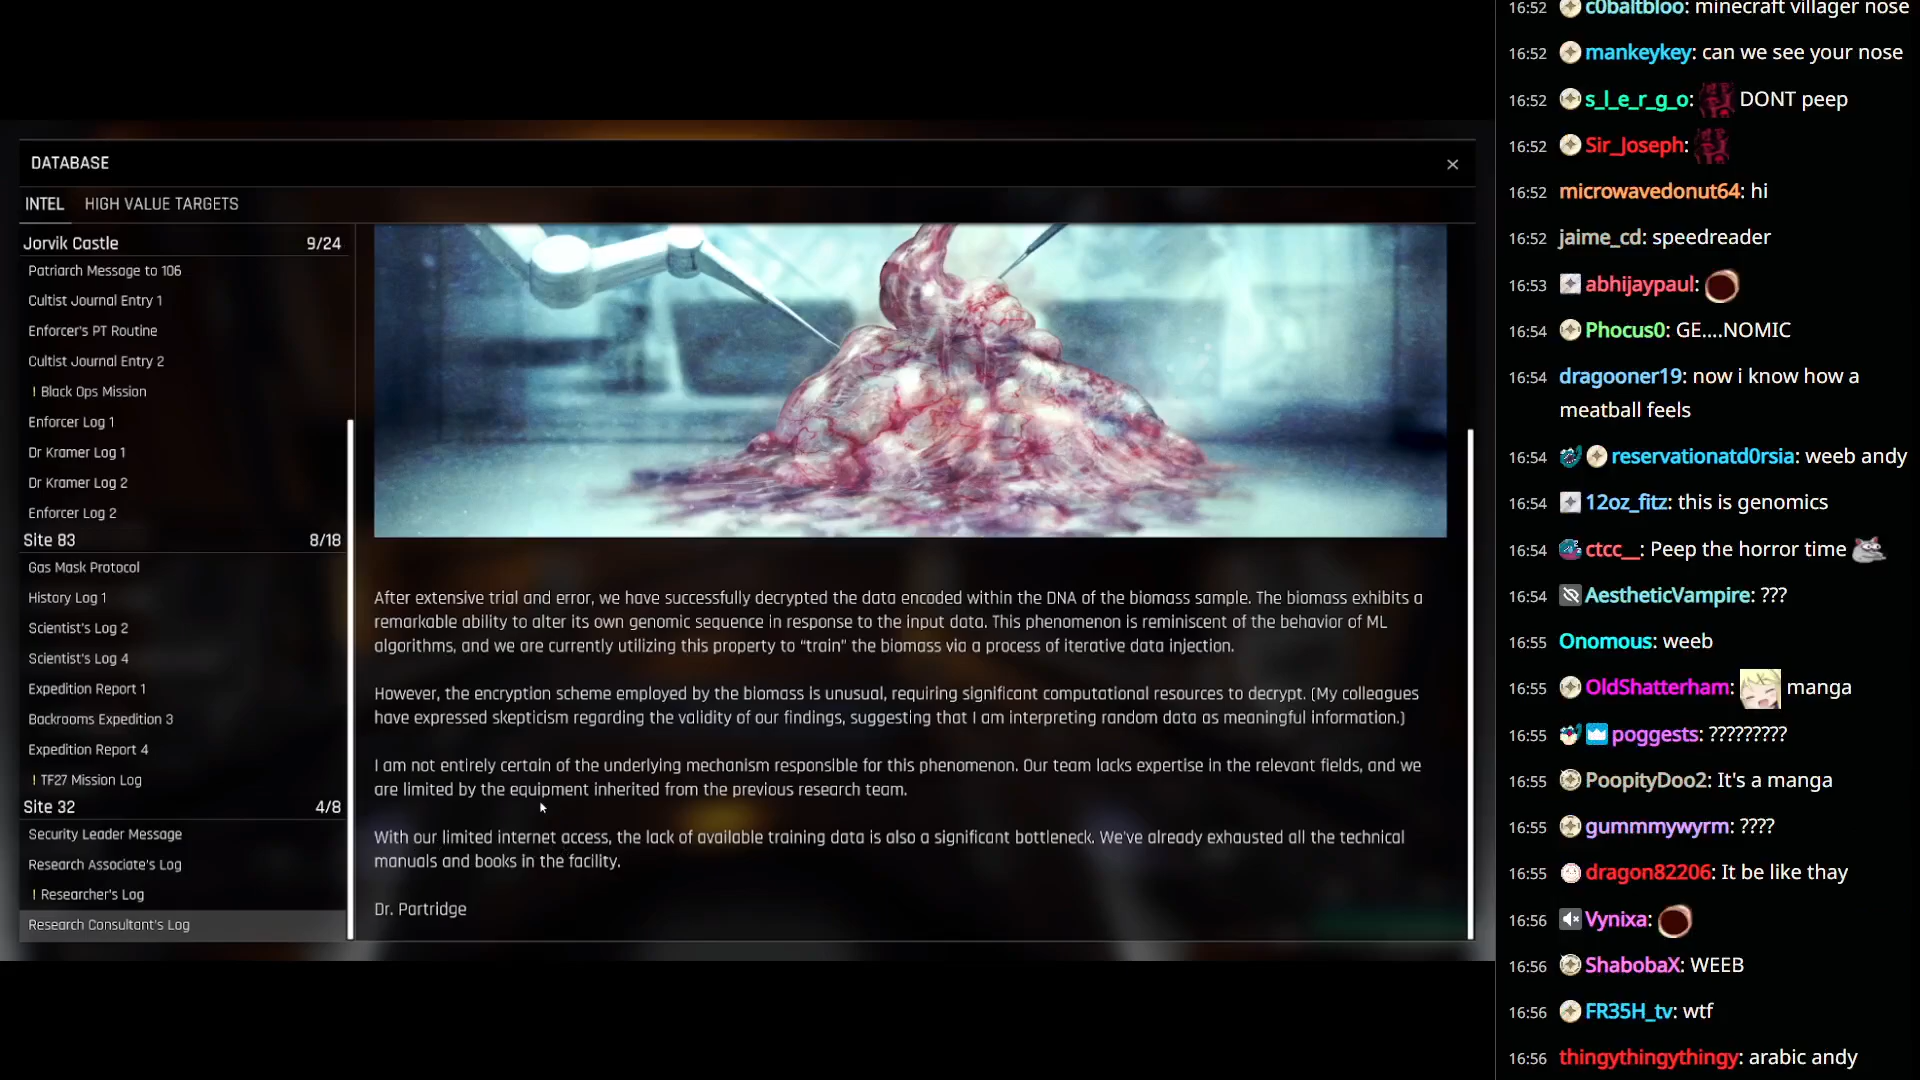 DATABASE
×
INTEL
HIGH VALUE TARGETS
Jorvik Castle 9/24
Patriarch Message to 106
Cultist Journal Entry 1
Enforcer's PT Routine
Cultist Journal Entry 2
! Black Ops Mission
Enforcer Log 1
Dr Kramer Log 1
Dr Kramer Log 2
Enforcer Log 2
Site 83 8/18
Gas Mask Protocol
History Log 1
Scientist's Log 2
Scientist's Log 4
Expedition Report 1
Backrooms Expedition 3
Expedition Report 4
! TF27 Mission Log
Site 32 4/8
Security Leader Message
Research Associate's Log
! Researcher's Log
Research Consultant's Log
After extensive trial and error, we have successfully decrypted the data encoded within the DNA of the biomass sample. The biomass exhibits a
remarkable ability to alter its own genomic sequence in response to the input data. This phenomenon is reminiscent of the behavior of ML
algorithms, and we are currently utilizing this property to “train” the biomass via a process of iterative data injection.
However, the encryption scheme employed by the biomass is unusual, requiring significant computational resources to decrypt. (My colleagues
have expressed skepticism regarding the validity of our findings, suggesting that I am interpreting random data as meaningful information.)
I am not entirely certain of the underlying mechanism responsible for this phenomenon. Our team lacks expertise in the relevant fields, and we
are limited by the equipment inherited from the previous research team.
With our limited internet access, the lack of available training data is also a significant bottleneck. We've already exhausted all the technical
manuals and books in the facility.
Dr. Partridge
16:52 c0baltbloo: minecraft villager nose
16:52 mankeykey: can we see your nose
16:52 s_l_e_r_g_o: DONT peep
16:52 Sir_Joseph:
16:52 microwavedonut64: hi
16:52 jaime_cd: speedreader
16:53 abhijaypaul:
16:54 Phocus0: GE....NOMIC
16:54 dragooner19: now i know how a
meatball feels
16:54 reservationatd0rsia: weeb andy
16:54 12oz_fitz: this is genomics
16:54 ctcc__: Peep the horror time
16:54 AestheticVampire: ???
16:55 Onomous: weeb
16:55 OldShatterham: manga
16:55 poggests: ?????????
16:55 PoopityDoo2: It's a manga
16:55 gummmywyrm: ????
16:55 dragon82206: It be like thay
16:56 Vynixa:
16:56 ShabobaX: WEEB
16:56 FR35H_tv: wtf
16:56 thingythingythingy: arabic andy